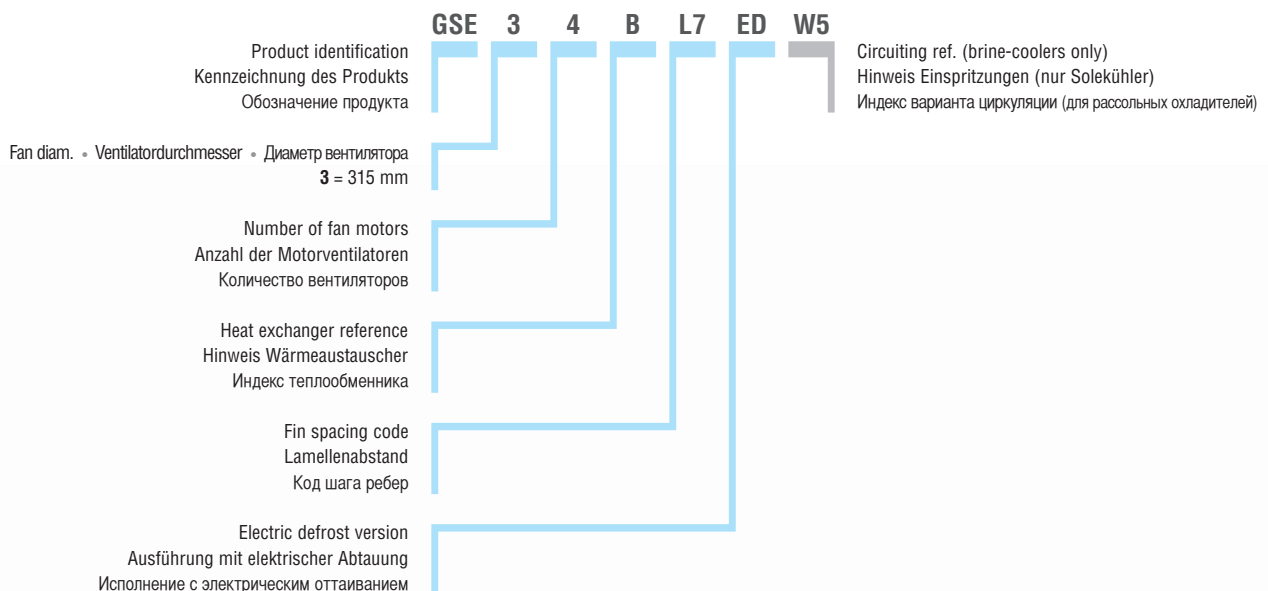 GSE 3 4 B L7 ED W5
Product identification
Kennzeichnung des Produkts
Обозначение продукта
Circuiting ref. (brine-coolers only)
Hinweis Einspritzungen (nur Solekühler)
Индекс варианта циркуляции (для рассольных охладителей)
Fan diam. • Ventilatordurchmesser • Диаметр вентилятора
3 = 315 mm
Number of fan motors
Anzahl der Motorventilatoren
Количество вентиляторов
Heat exchanger reference
Hinweis Wärmeaustauscher
Индекс теплообменника
Fin spacing code
Lamellenabstand
Код шага ребер
Electric defrost version
Ausführung mit elektrischer Abtauung
Исполнение с электрическим оттаиванием